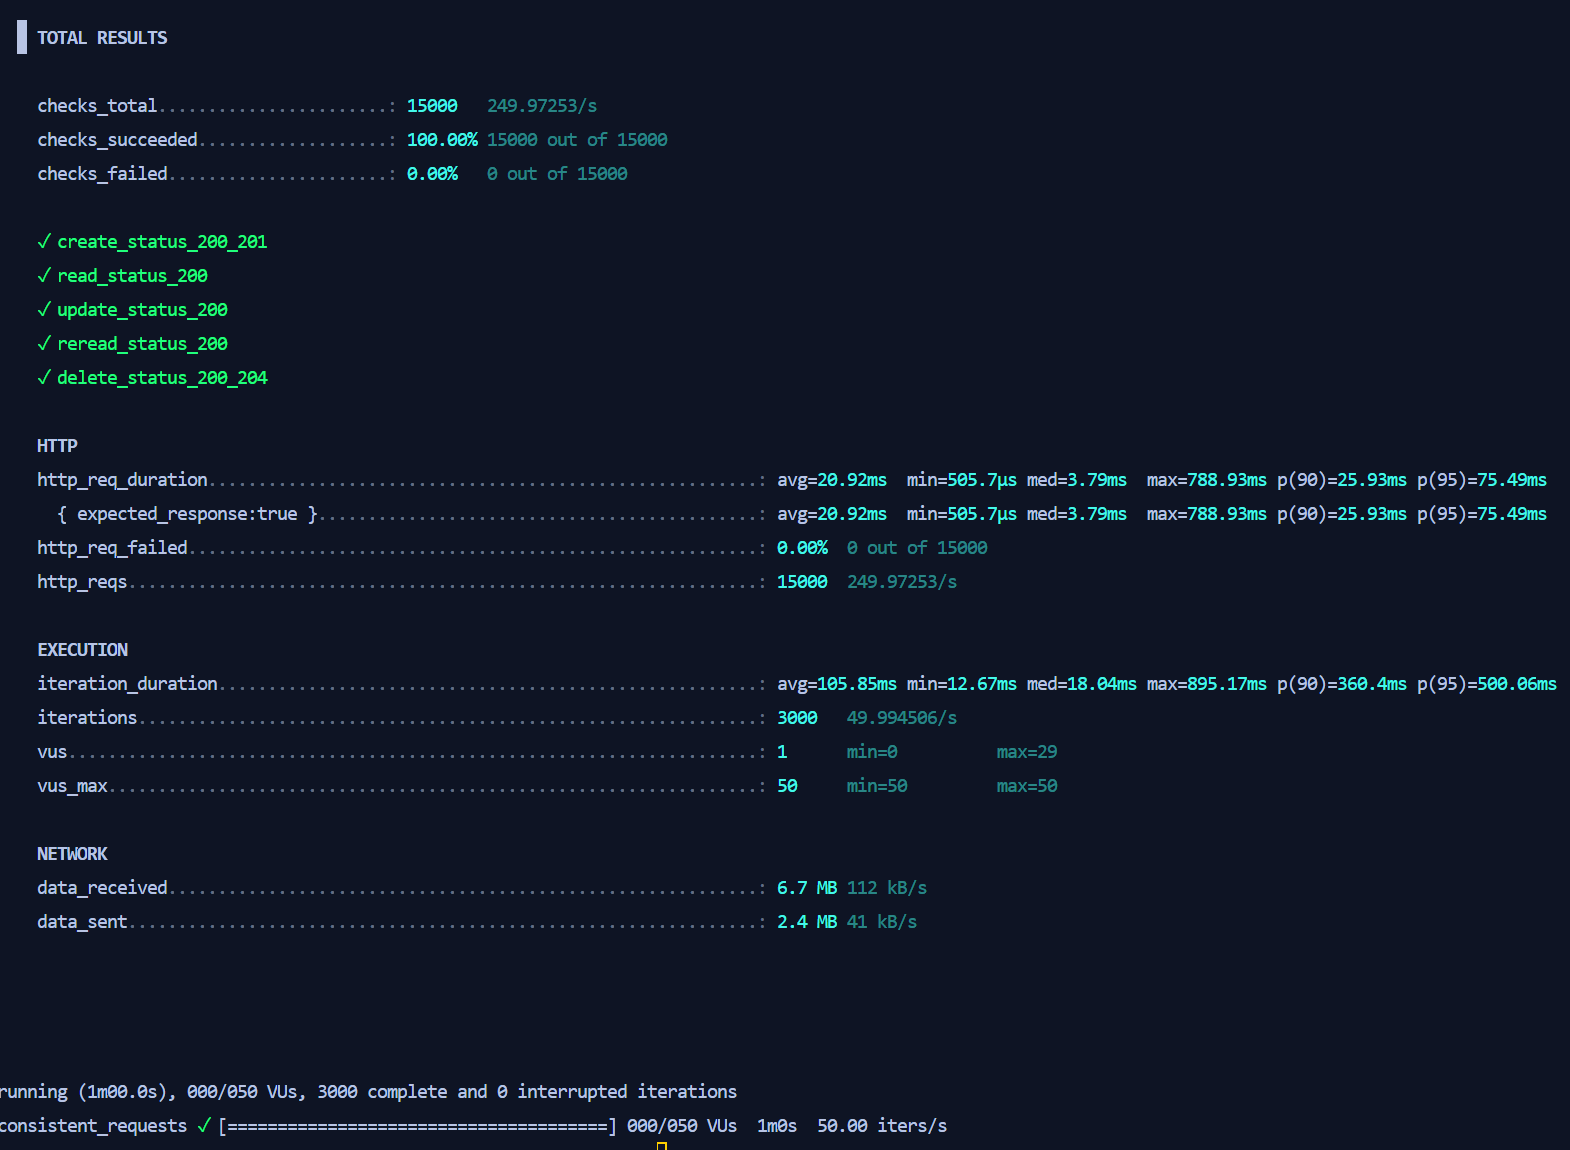 TOTAL RESULTS
checks_total.......................: 15000   249.97253/s
checks_succeeded...................: 100.00% 15000 out of 15000
checks_failed......................: 0.00%   0 out of 15000
✓ create_status_200_201
✓ read_status_200
✓ update_status_200
✓ reread_status_200
✓ delete_status_200_204
HTTP
http_req_duration.......................................................: avg=20.92ms  min=505.7µs med=3.79ms  max=788.93ms p(90)=25.93ms p(95)=75.49ms
{ expected_response:true }............................................: avg=20.92ms  min=505.7µs med=3.79ms  max=788.93ms p(90)=25.93ms p(95)=75.49ms
http_req_failed.........................................................: 0.00%  0 out of 15000
http_reqs...............................................................: 15000  249.97253/s
EXECUTION
iteration_duration......................................................: avg=105.85ms min=12.67ms med=18.04ms max=895.17ms p(90)=360.4ms p(95)=500.06ms
iterations..............................................................: 3000   49.994506/s
vus.....................................................................: 1      min=0          max=29
vus_max.................................................................: 50     min=50         max=50
NETWORK
data_received...........................................................: 6.7 MB 112 kB/s
data_sent...............................................................: 2.4 MB 41 kB/s
running (1m00.0s), 000/050 VUs, 3000 complete and 0 interrupted iterations
consistent_requests ✓ [======================================] 000/050 VUs  1m0s  50.00 iters/s